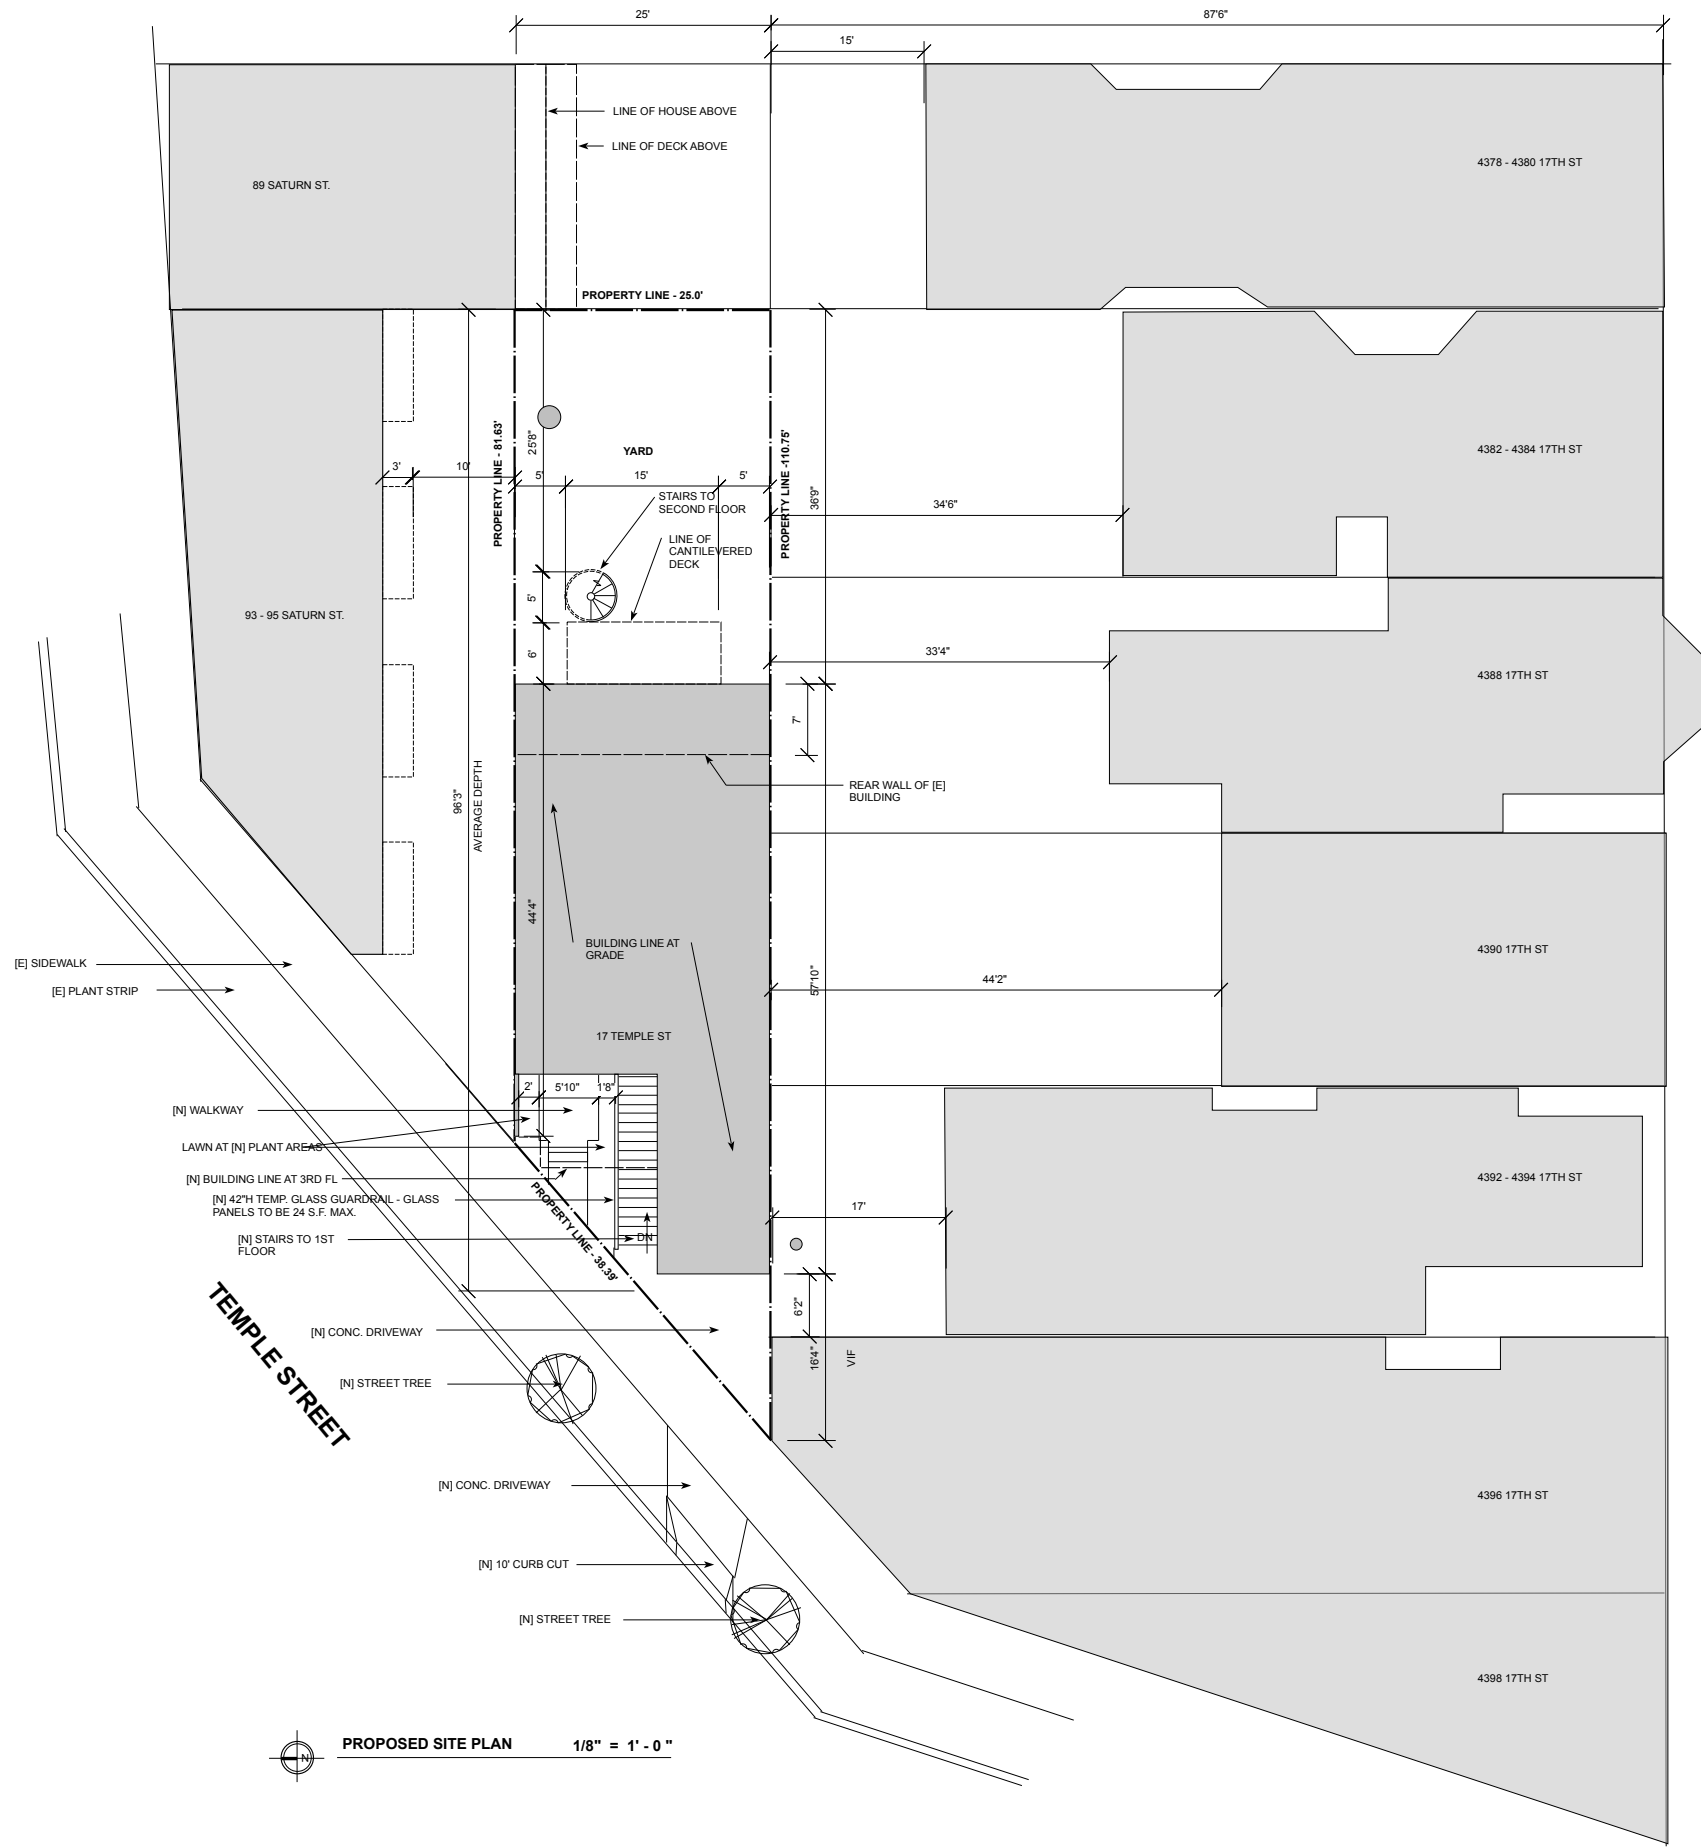 25'
87'6"
15'
LINE OF HOUSE ABOVE
LINE OF DECK ABOVE
4378 - 4380 17TH ST
89 SATURN ST.
PROPERTY LINE - 25.0'
PROPERTY LINE - 81.63'
25'8"
YARD
PROPERTY LINE -110.75'
36'9"
4382 - 4384 17TH ST
3'
10'
5'
15'
5'
STAIRS TO
SECOND FLOOR
34'6"
LINE OF
CANTILEVERED
DECK
5'
93 - 95 SATURN ST.
6'
33'4"
4388 17TH ST
7'
REAR WALL OF [E]
BUILDING
96'3"
AVERAGE DEPTH
44'4"
BUILDING LINE AT
GRADE
4390 17TH ST
[E] SIDEWALK
[E] PLANT STRIP
57'10"
44'2"
17 TEMPLE ST
2'
5'10"
1'8"
[N] WALKWAY
LAWN AT [N] PLANT AREAS
[N] BUILDING LINE AT 3RD FL
4392 - 4394 17TH ST
[N] 42"H TEMP. GLASS GUARDRAIL - GLASS
PANELS TO BE 24 S.F. MAX.
PROPERTY LINE - 38.39'
17'
[N] STAIRS TO 1ST
FLOOR
DN
TEMPLE STREET
6'2"
[N] CONC. DRIVEWAY
16'4"
VIF
[N] STREET TREE
[N] CONC. DRIVEWAY
4396 17TH ST
[N] 10' CURB CUT
[N] STREET TREE
4398 17TH ST
N
PROPOSED SITE PLAN 1/8" = 1' - 0 "